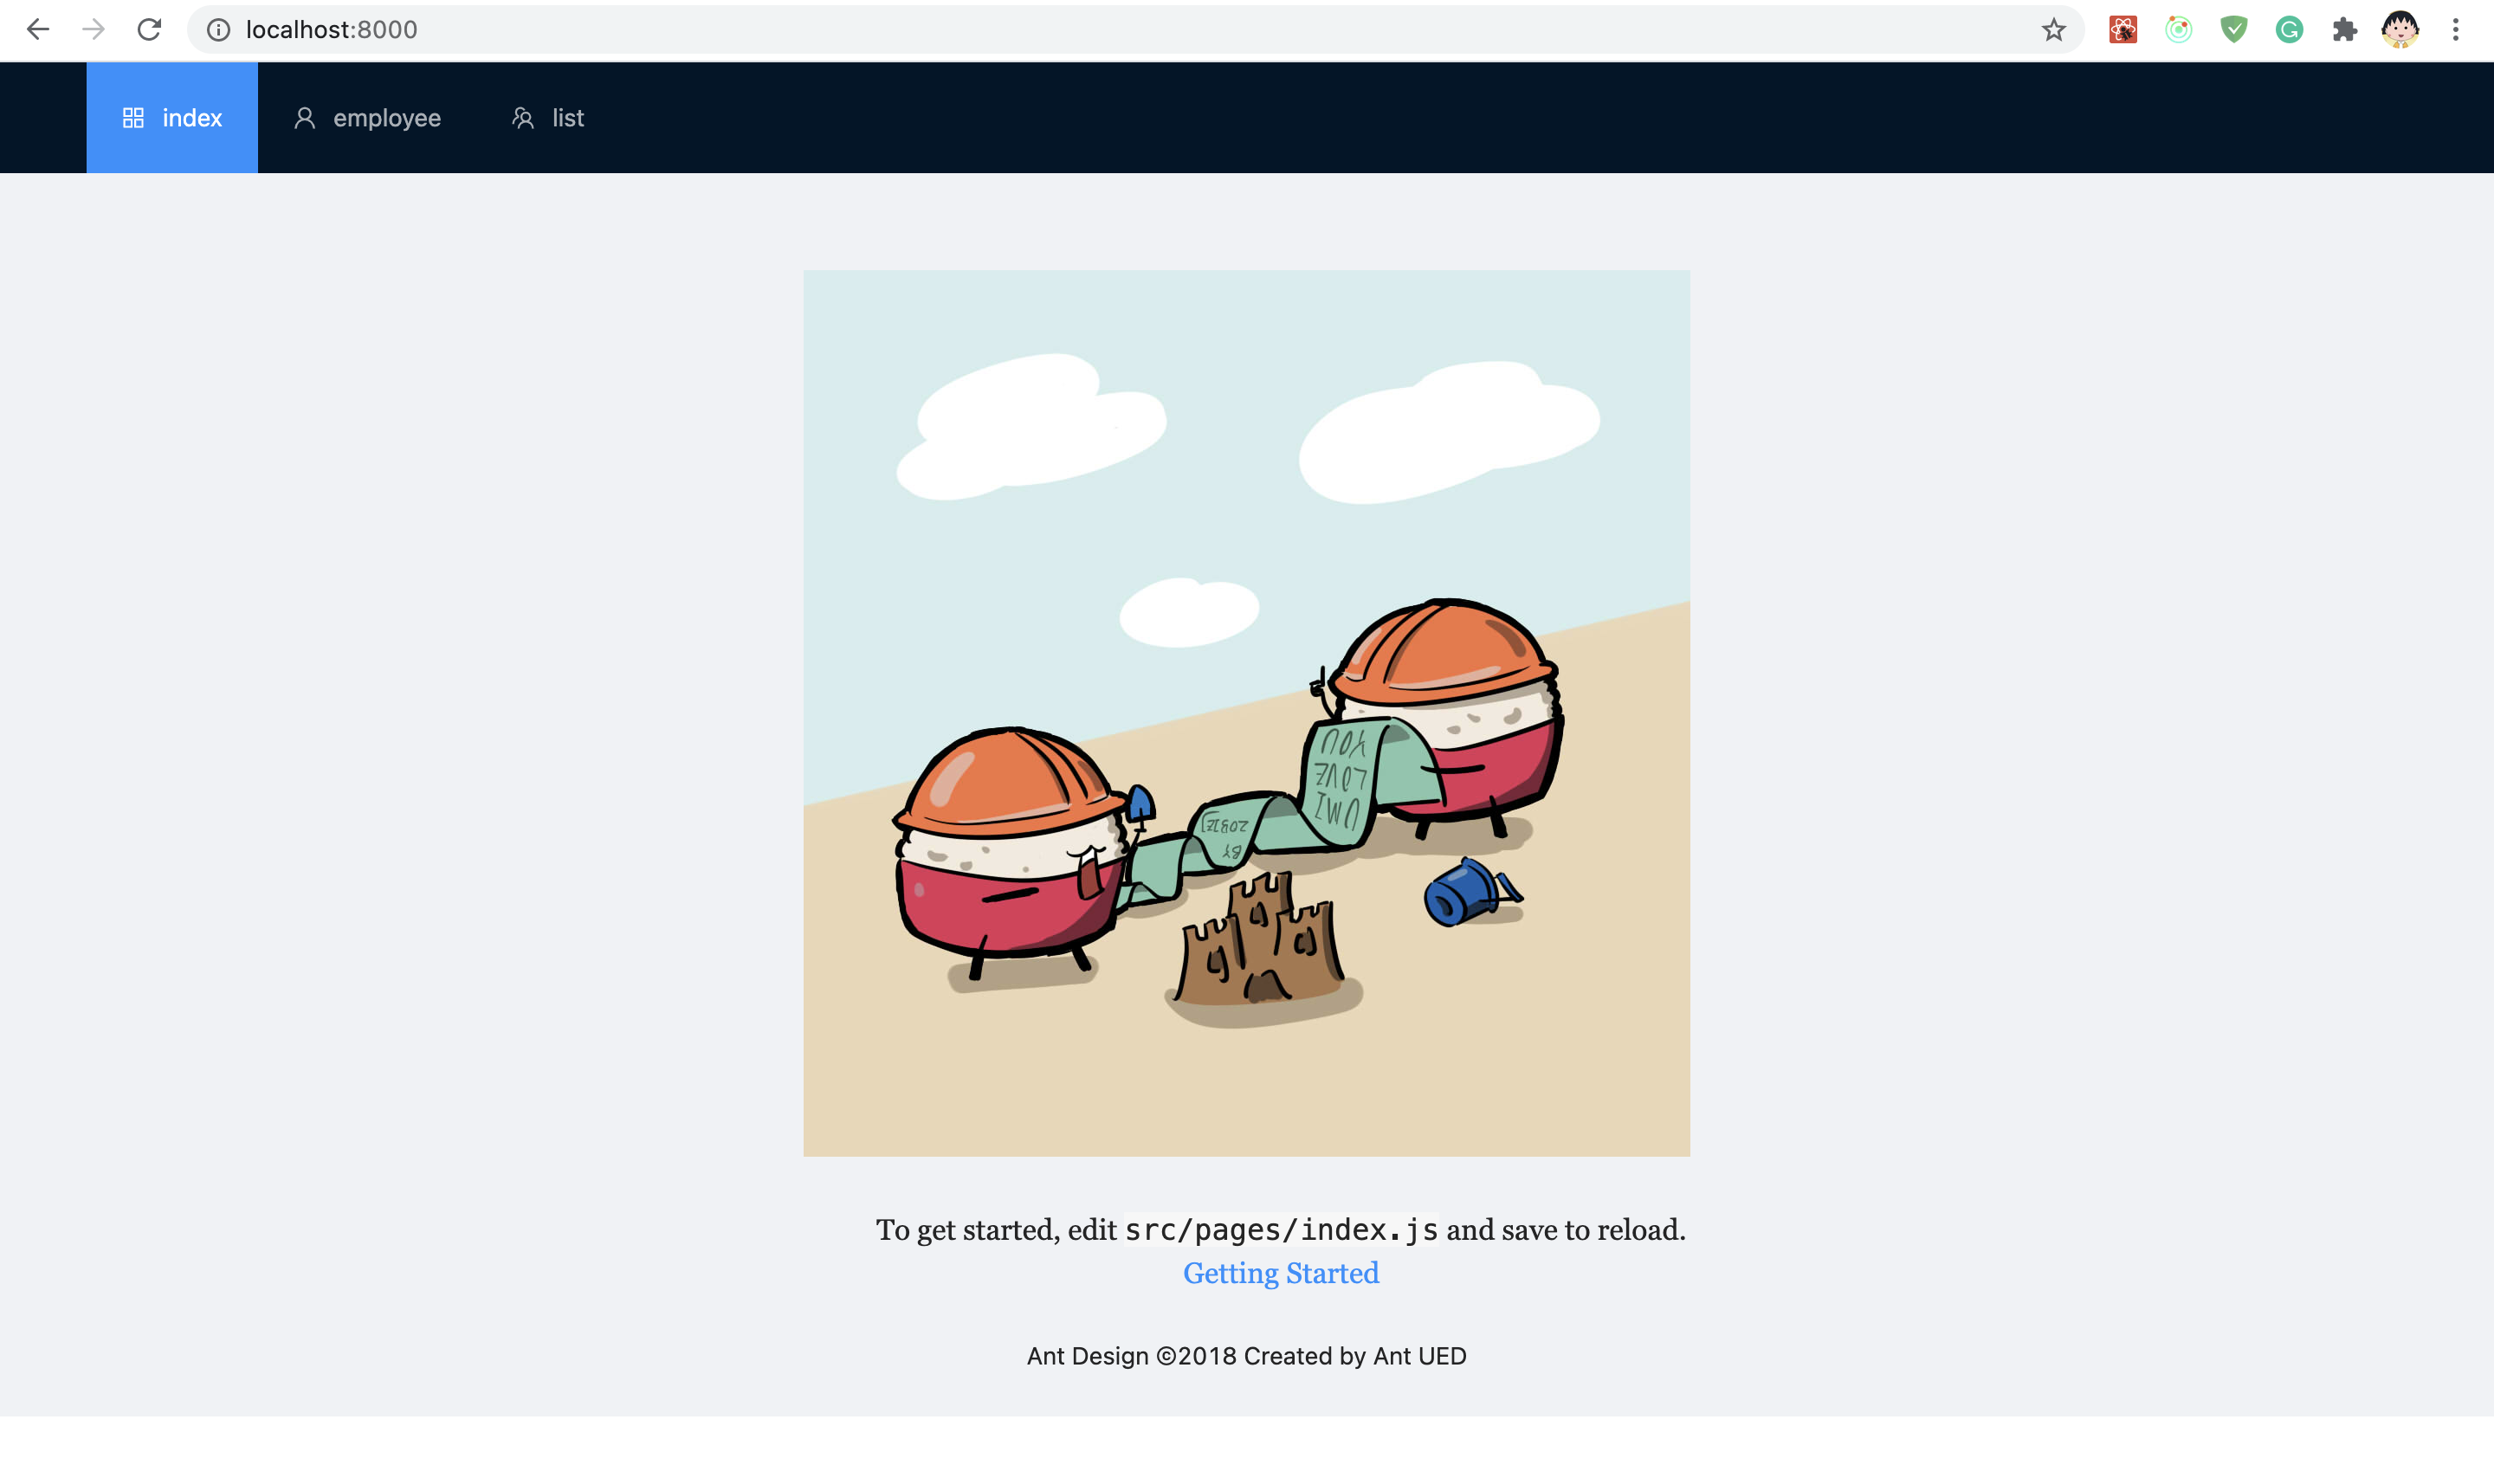 localhost:8000
index
employee
list
UMI
LOVE
YOU
BY
To get started, edit src/pages/index.js and save to reload.
Getting Started
Ant Design ©2018 Created by Ant UED